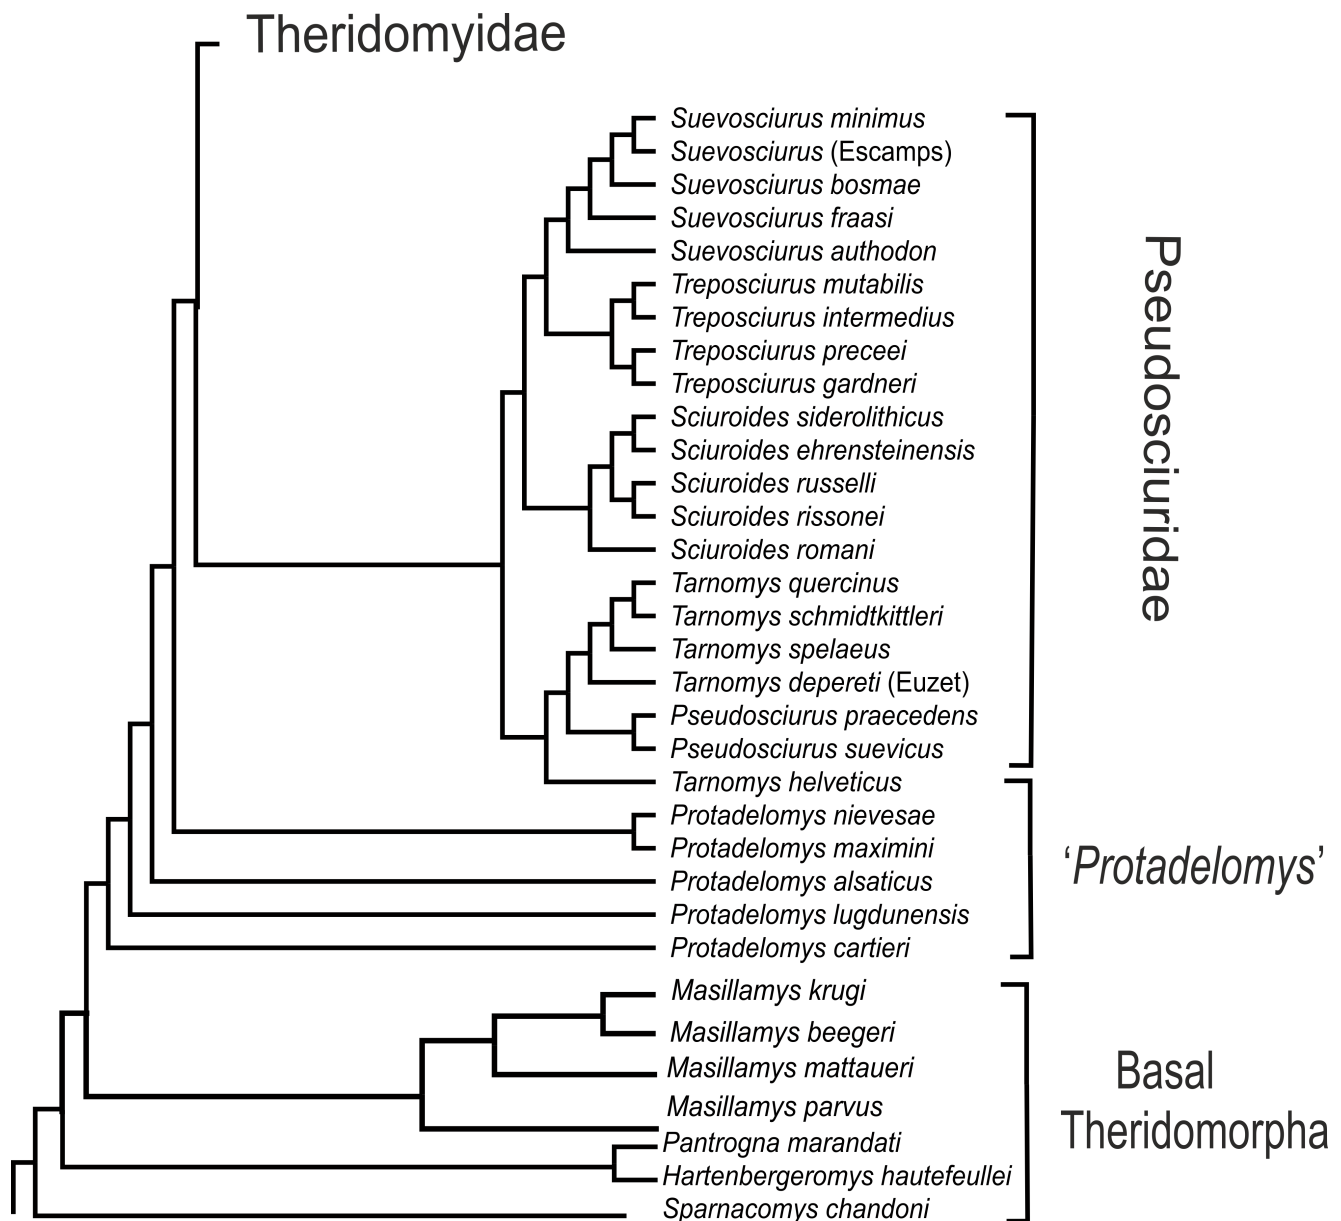 Theridomyidae
Suevosciurus minimus
Suevosciurus (Escamps)
Suevosciurus bosmae
Suevosciurus fraasi
Suevosciurus authodon
Treposciurus mutabilis
Treposciurus intermedius
Treposciurus preceei
Treposciurus gardneri
Sciuroides siderolithicus
Sciuroides ehrensteinensis
Sciuroides russelli
Sciuroides rissonei
Sciuroides romani
Tarnomys quercinus
Tarnomys schmidtkittleri
Tarnomys spelaeus
Tarnomys depereti (Euzet)
Pseudosciurus praecedens
Pseudosciurus suevicus
Tarnomys helveticus
Pseudosciuridae
Protadelomys nievesae
Protadelomys maximini
Protadelomys alsaticus
Protadelomys lugdunensis
Protadelomys cartieri
‘Protadelomys’
Masillamys krugi
Masillamys beegeri
Masillamys mattaueri
Masillamys parvus
Pantrogna marandati
Hartenbergeromys hautefeullei
Sparnacomys chandoni
Basal
Theridomorpha